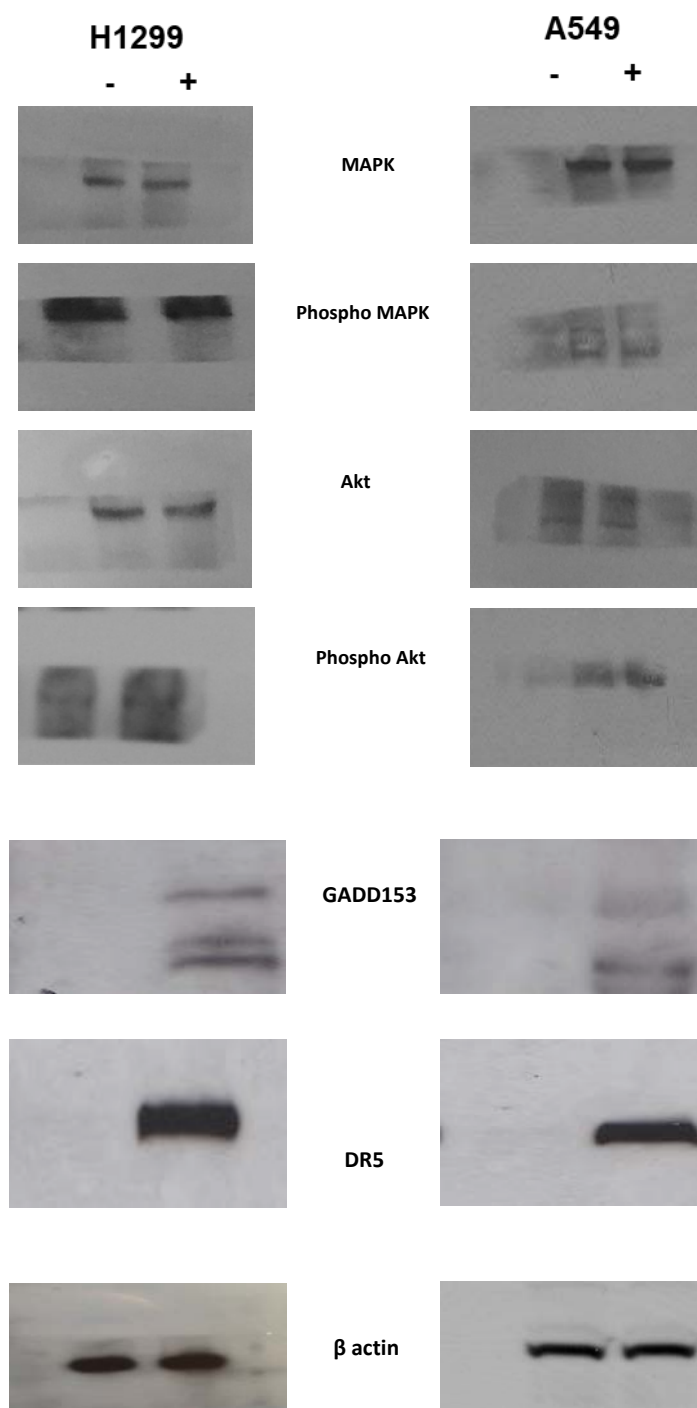 H1299
A549
- +
- +
MAPK
Phospho MAPK
Akt
Phospho Akt
GADD153
DR5
β actin